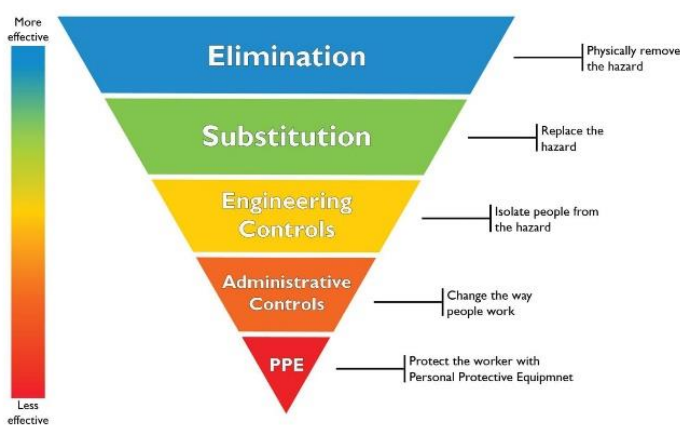 More
effective
Elimination
Physically remove
the hazard
Substitution
Replace the
hazard
Engineering
Controls
Isolate people from
the hazard
Administrative
Controls
Change the way
people work
PPE
Protect the worker with
Personal Protective Equipmnet
Less
effective